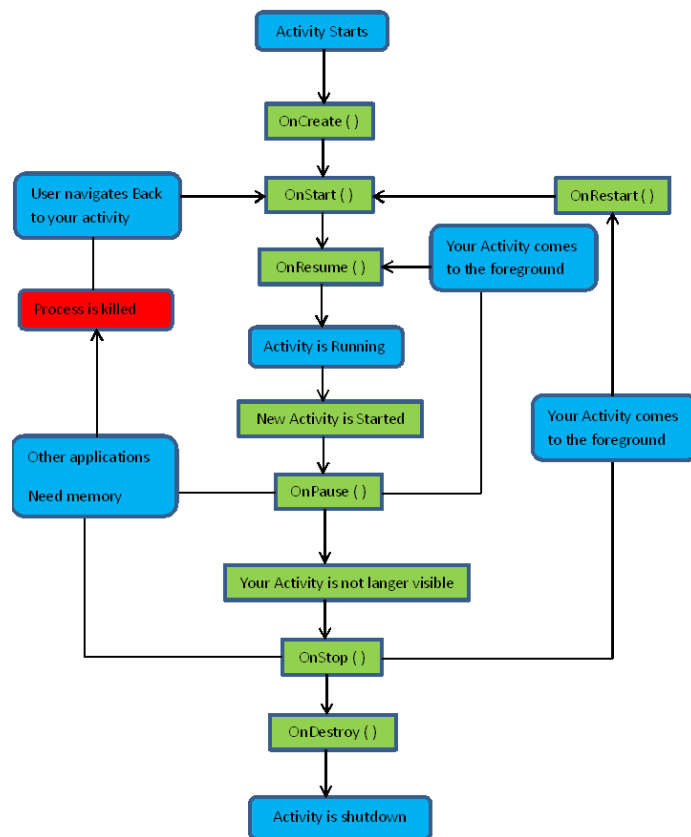 Activity Starts
OnCreate ( )
User navigates Back
to your activity
OnStart ( )
OnRestart ( )
OnResume ( )
Your Activity comes
to the foreground
Process is killed
Activity is Running
New Activity is Started
Your Activity comes
to the foreground
Other applications
Need memory
OnPause ( )
Your Activity is not langer visible
OnStop ( )
OnDestroy ( )
Activity is shutdown